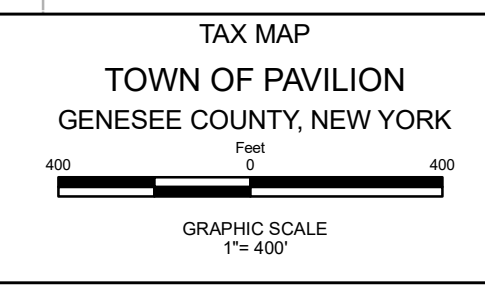 TAX MAP
TOWN OF PAVILION
GENESEE COUNTY, NEW YORK
Feet
400 0 400
GRAPHIC SCALE
1"= 400'